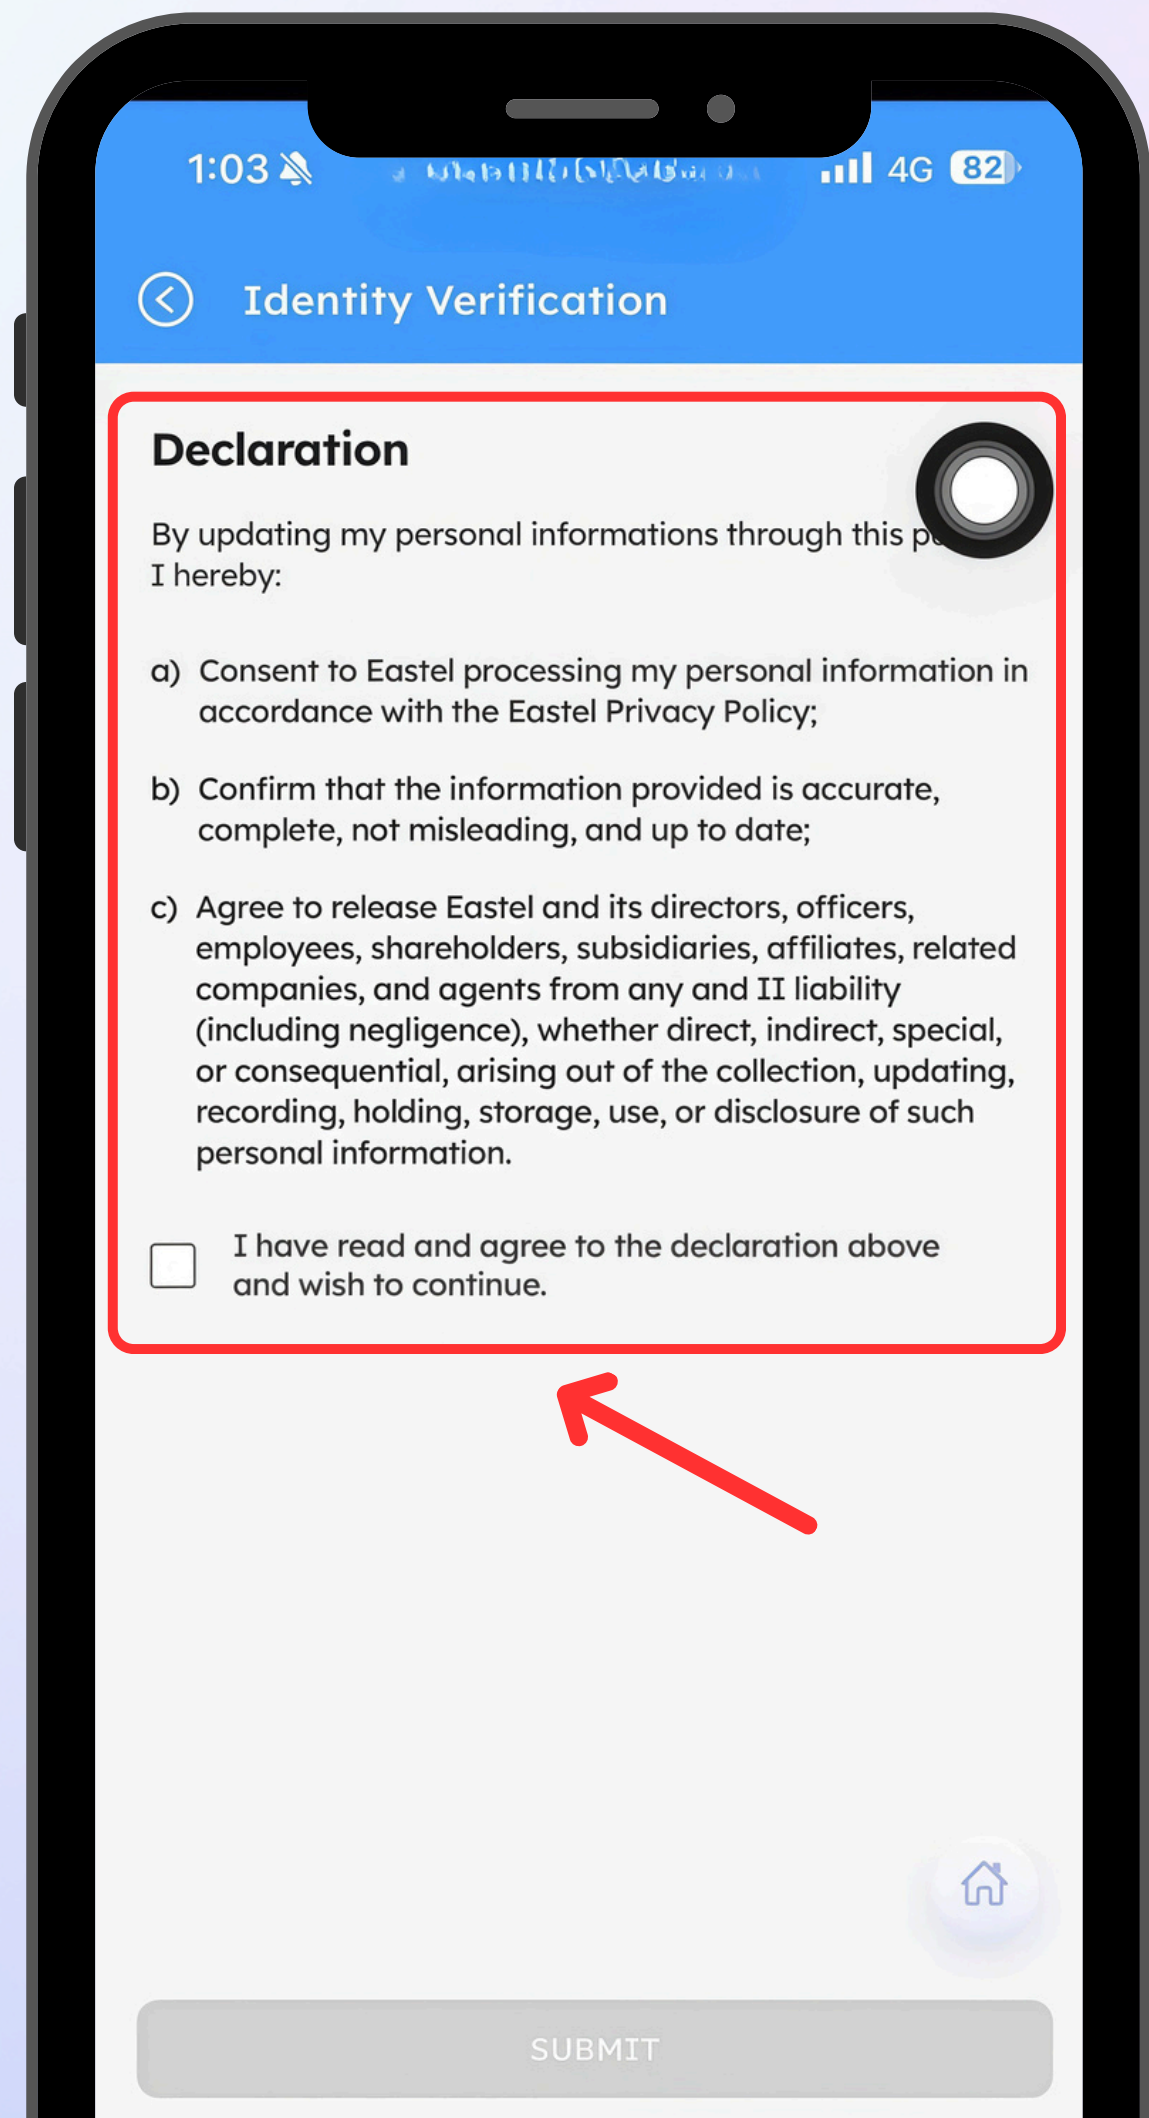 1:03
4G 82
Identity Verification
Declaration
By updating my personal informations through this
I hereby:
a) Consent to Eastel processing my personal information in
accordance with the Eastel Privacy Policy;
b) Confirm that the information provided is accurate,
complete, not misleading, and up to date;
c) Agree to release Eastel and its directors, officers,
employees, shareholders, subsidiaries, affiliates, related
companies, and agents from any and II liability
(including negligence), whether direct, indirect, special,
or consequential, arising out of the collection, updating,
recording, holding, storage, use, or disclosure of such
personal information.
I have read and agree to the declaration above
and wish to continue.
SUBMIT